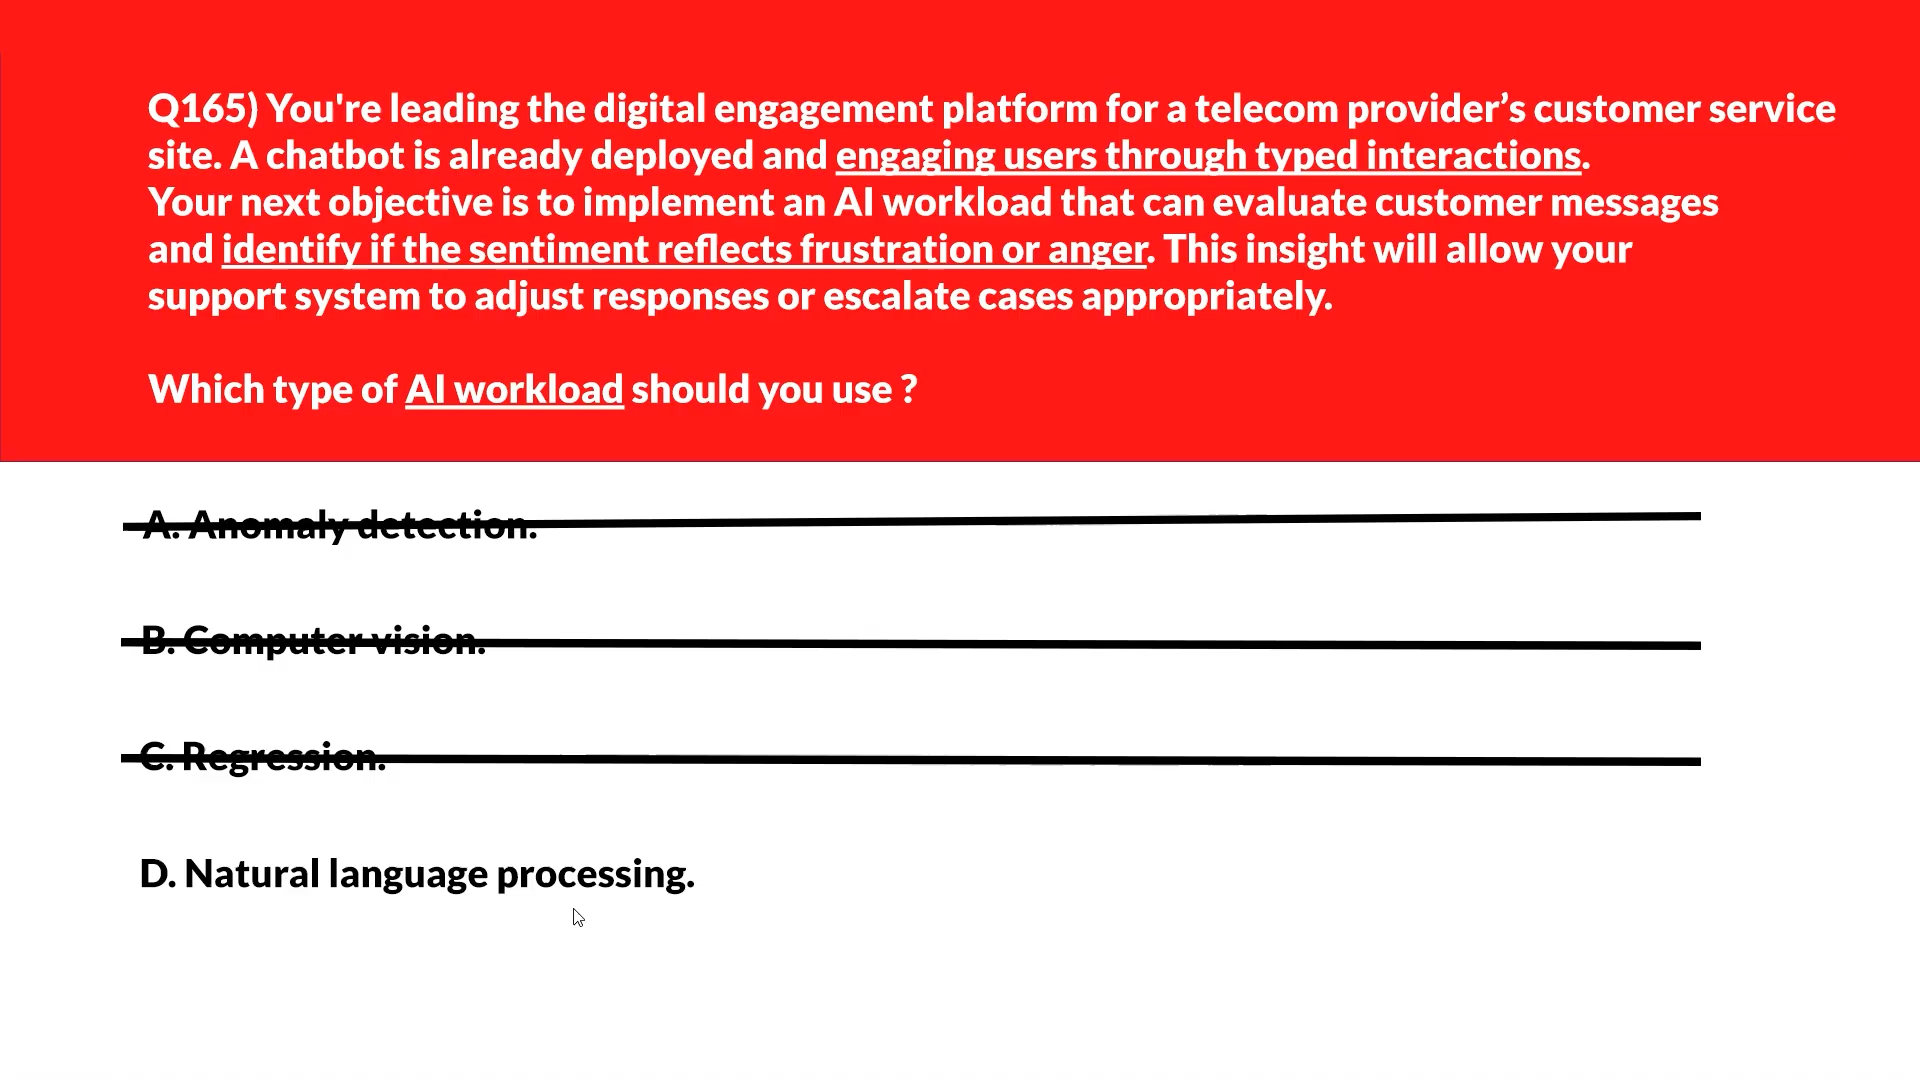 Q165) You're leading the digital engagement platform for a telecom provider’s customer service
site. A chatbot is already deployed and engaging users through typed interactions.
Your next objective is to implement an AI workload that can evaluate customer messages
and identify if the sentiment reflects frustration or anger. This insight will allow your
support system to adjust responses or escalate cases appropriately.
Which type of AI workload should you use ?
A. Anomaly detection.
B. Computer vision.
C. Regression.
D. Natural language processing.